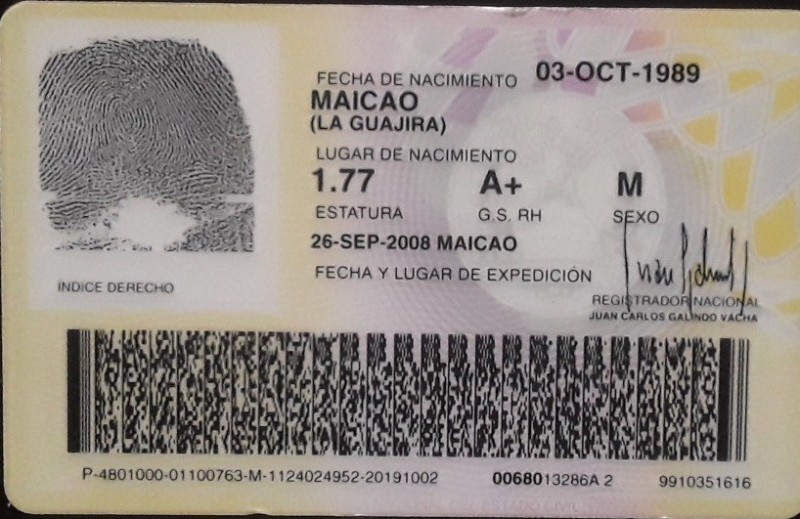 FECHA DE NACIMIENTO 03-OCT-1989
MAICAO
(LA GUAJIRA)
LUGAR DE NACIMIENTO
1.77 A+ M
ESTATURA G.S. RH SEXO
26-SEP-2008 MAICAO
FECHA Y LUGAR DE EXPEDICIÓN
INDICE DERECHO
REGISTRADOR NACIONAL
JUAN CARLOS GALINDO VACHA
P-4801000-01100763-M-1124024952-20191002 0068013286A 2 9910351616